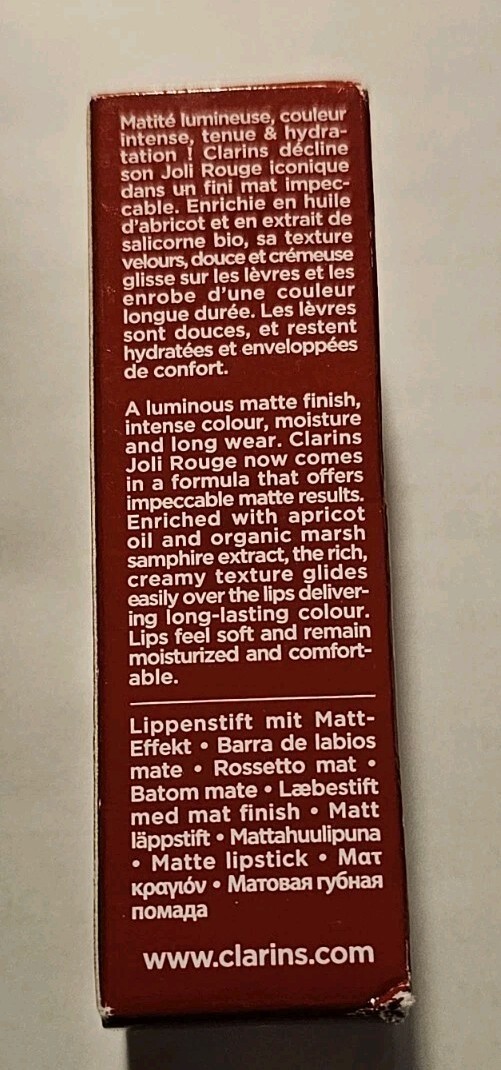 Matité lumineuse, couleur
intense, tenue & hydra-
tation ! Clarins décline
son Joli Rouge iconique
dans un fini mat impec-
cable. Enrichie en huile
d'abricot et en extrait de
salicorne bio, sa texture
velours, douce et crémeuse
glisse sur les lèvres et les
enrobe d'une couleur
longue durée. Les lèvres
sont douces, et restent
hydratées et enveloppées
de confort.
A luminous matte finish,
intense colour, moisture
and long wear. Clarins
Joli Rouge now comes
in a formula that offers
impeccable matte results.
Enriched with apricot
oil and organic marsh
samphire extract, the rich,
creamy texture glides
easily over the lips deliver-
ing long-lasting colour.
Lips feel soft and remain
moisturized and comfort-
able.
Lippenstift mit Matt-
Effekt • Barra de labios
mate • Rossetto mat •
Batom mate • Læbestift
med mat finish • Matt
läppstift • Mattahuulipuna
• Matte lipstick • Ματ
κραγιόν • Матовая губная
помада
www.clarins.com